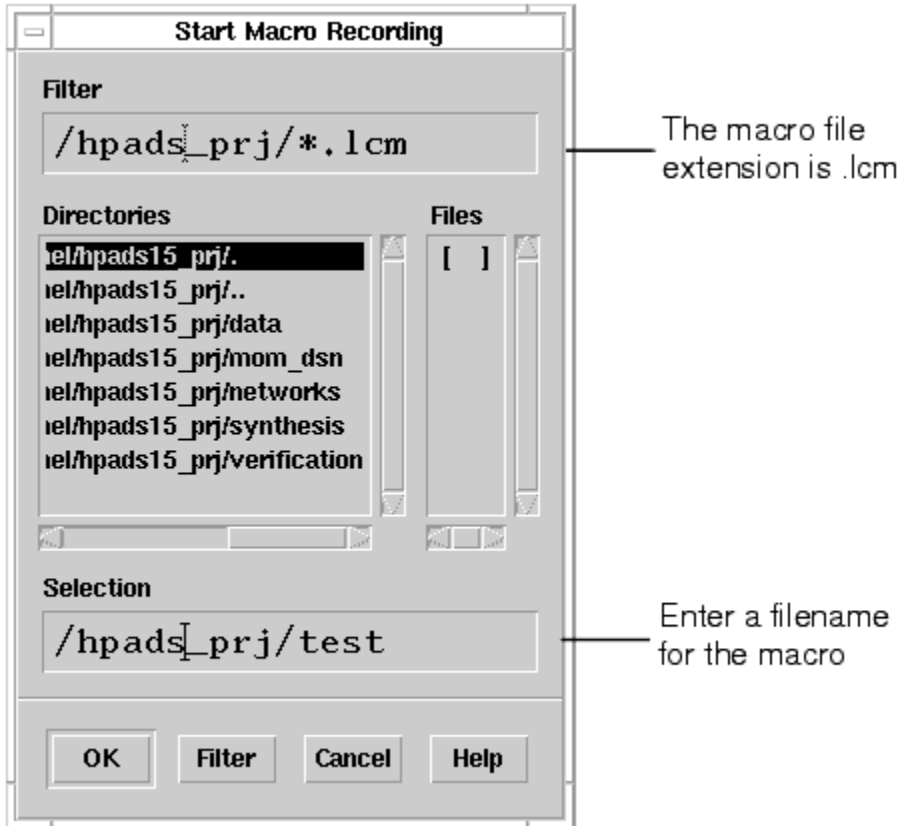 Start Macro Recording
Filter
/hpads_prj/*.lcm
The macro file
extension is .lcm
Directories
Files
nel/hpads15_prj/.
[ ]
nel/hpads15_prj/..
nel/hpads15_prj/data
nel/hpads15_prj/mom_dsn
nel/hpads15_prj/networks
nel/hpads15_prj/synthesis
nel/hpads15_prj/verification
Selection
/hpads_prj/test
Enter a filename
for the macro
OK
Filter
Cancel
Help